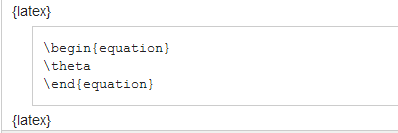 {latex}
\begin{equation}
\theta
\end{equation}
{latex}